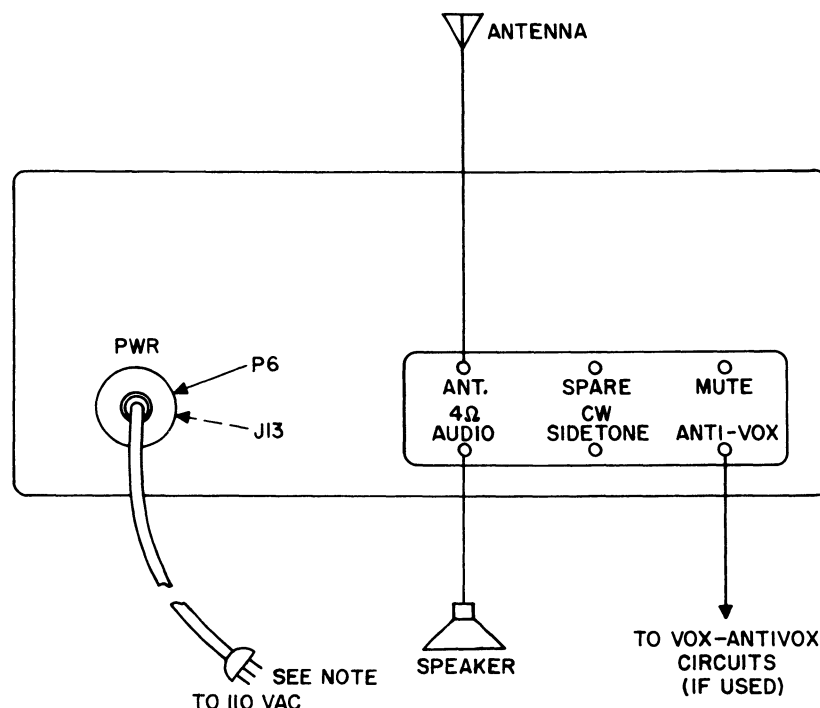 ANTENNA
PWR
P6
J13
ANT.
SPARE
MUTE
4Ω
AUDIO
CW
SIDETONE
ANTI-VOX
SPEAKER
TO VOX-ANTIVOX
CIRCUITS
(IF USED)
SEE NOTE
TO 110 VAC